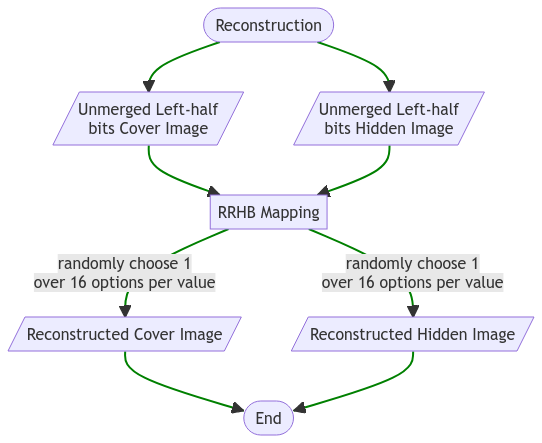 Reconstruction
Unmerged Left-half
bits Cover Image
Unmerged Left-half
bits Hidden Image
RRHB Mapping
randomly choose 1
over 16 options per value
randomly choose 1
over 16 options per value
Reconstructed Cover Image
Reconstructed Hidden Image
End